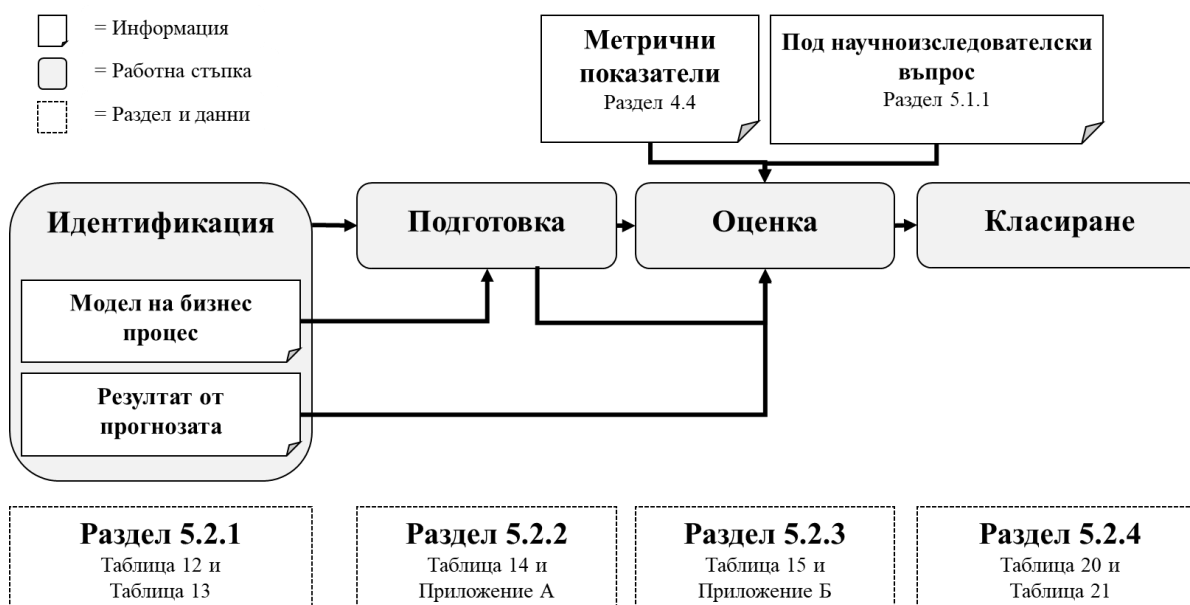 = Информация
= Работна стъпка
= Раздел и данни
Метрични
показатели
Раздел 4.4
Под научноизследователски
въпрос
Раздел 5.1.1
Идентификация
Подготовка
Оценка
Класиране
Модел на бизнес
процес
Резултат от
прогнозата
Раздел 5.2.1
Таблица 12 и
Таблица 13
Раздел 5.2.2
Таблица 14 и
Приложение А
Раздел 5.2.3
Таблица 15 и
Приложение Б
Раздел 5.2.4
Таблица 20 и
Таблица 21